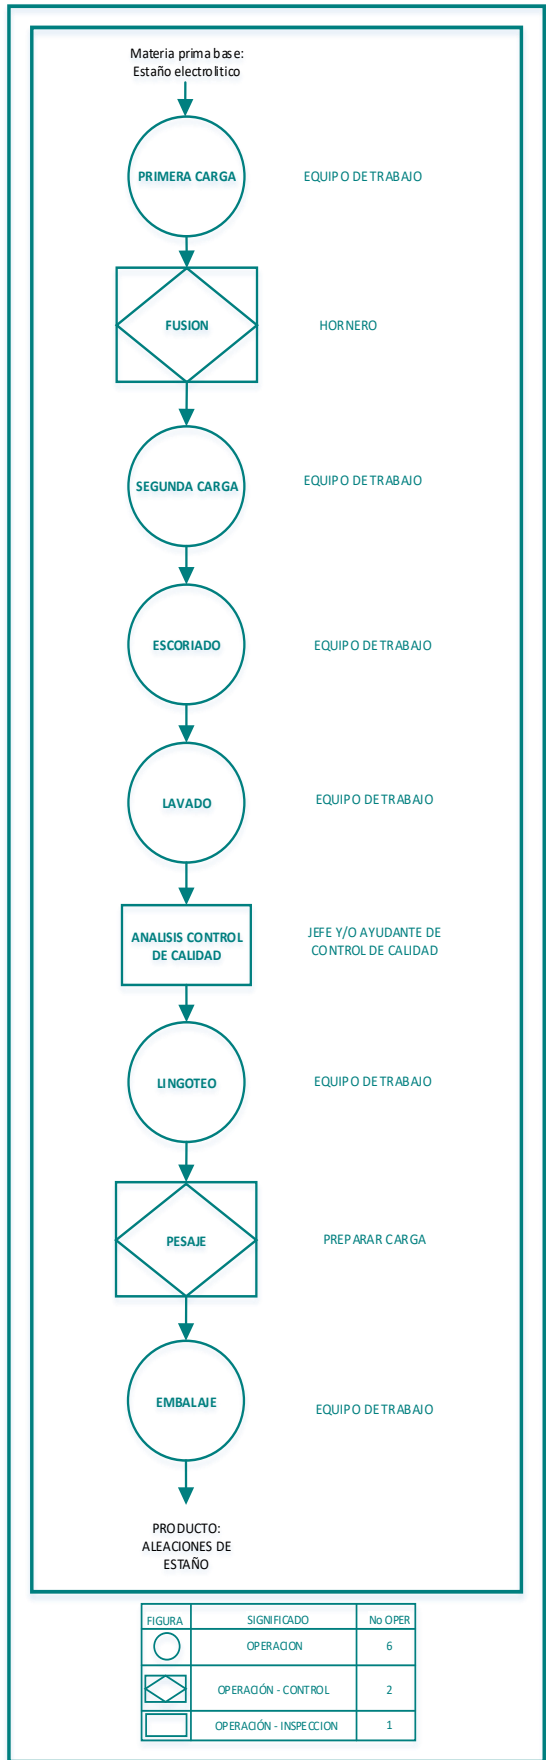 Materia prima base:
Estaño electrolitico
PRIMERA CARGA
EQUIPO DE TRABAJO
FUSION
HORNERO
SEGUNDA CARGA
EQUIPO DE TRABAJO
ESCORIADO
EQUIPO DE TRABAJO
LAVADO
EQUIPO DE TRABAJO
ANALISIS CONTROL
DE CALIDAD
JEFE Y/O AYUDANTE DE
CONTROL DE CALIDAD
LINGOTEO
EQUIPO DE TRABAJO
PESAJE
PREPARAR CARGA
EMBALAJE
EQUIPO DE TRABAJO
PRODUCTO:
ALEACIONES DE
ESTAÑO
FIGURA SIGNIFICADO No OPER
OPERACION 6
OPERACIÓN - CONTROL 2
OPERACIÓN - INSPECCION 1